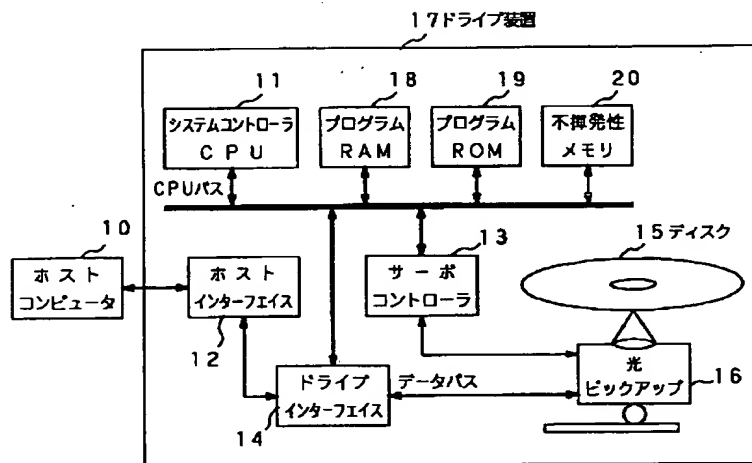 17ドライブ装置
11
18
19
20
システムコントローラ
CPU
プログラム
RAM
プログラム
ROM
不揮発性
メモリ
CPUバス
10
13
15ディスク
ホスト
コンピュータ
ホスト
インターフェイス
サーボ
コントローラ
12
光
ピックアップ
16
ドライブ
インターフェイス
データバス
14